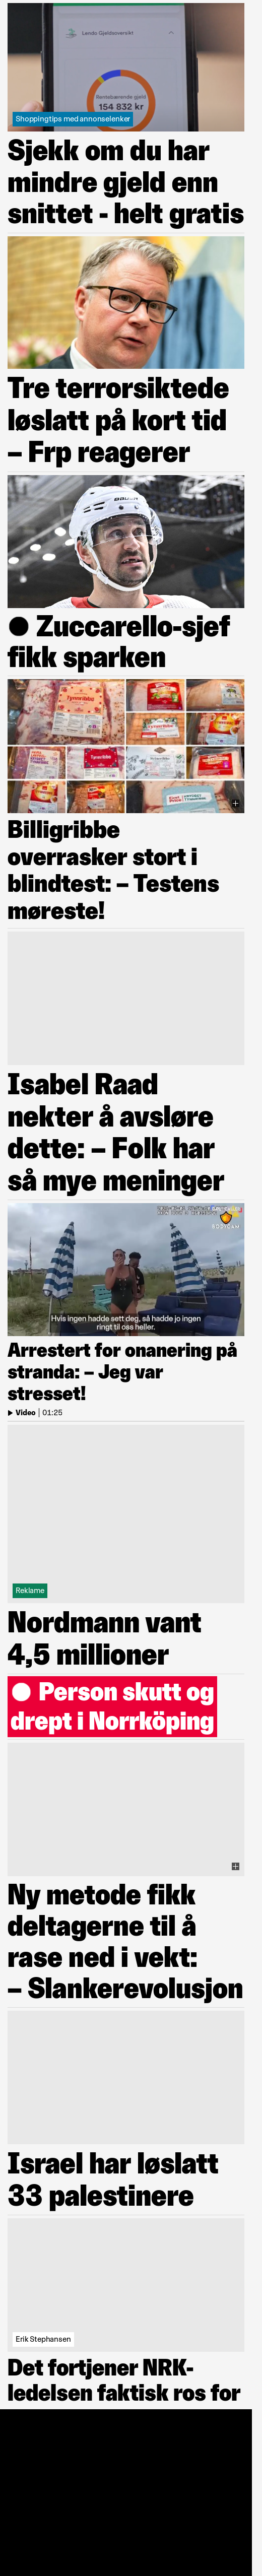 Lendo Gjeldsoversikt
Rentebærende gjeld
154 832 kr
Shoppingtips med annonselenker
Sjekk om du har
mindre gjeld enn
snittet - helt gratis
Tre terrorsiktede
løslatt på kort tid
– Frp reagerer
BAUER
● Zuccarello-sjef
fikk sparken
Billigribbe
overrasker stort i
blindtest: – Testens
møreste!
Isabel Raad
nekter å avsløre
dette: – Folk har
så mye meninger
Hvis ingen hadde sett deg, så hadde jo ingen
ringt til oss heller.
Arrestert for onanering på
stranda: – Jeg var
stresset!
Video | 01:25
Reklame
Nordmann vant
4,5 millioner
● Person skutt og
drept i Norrköping
Ny metode fikk
deltagerne til å
rase ned i vekt:
– Slankerevolusjon
Israel har løslatt
33 palestinere
Erik Stephansen
Det fortjener NRK-
ledelsen faktisk ros for